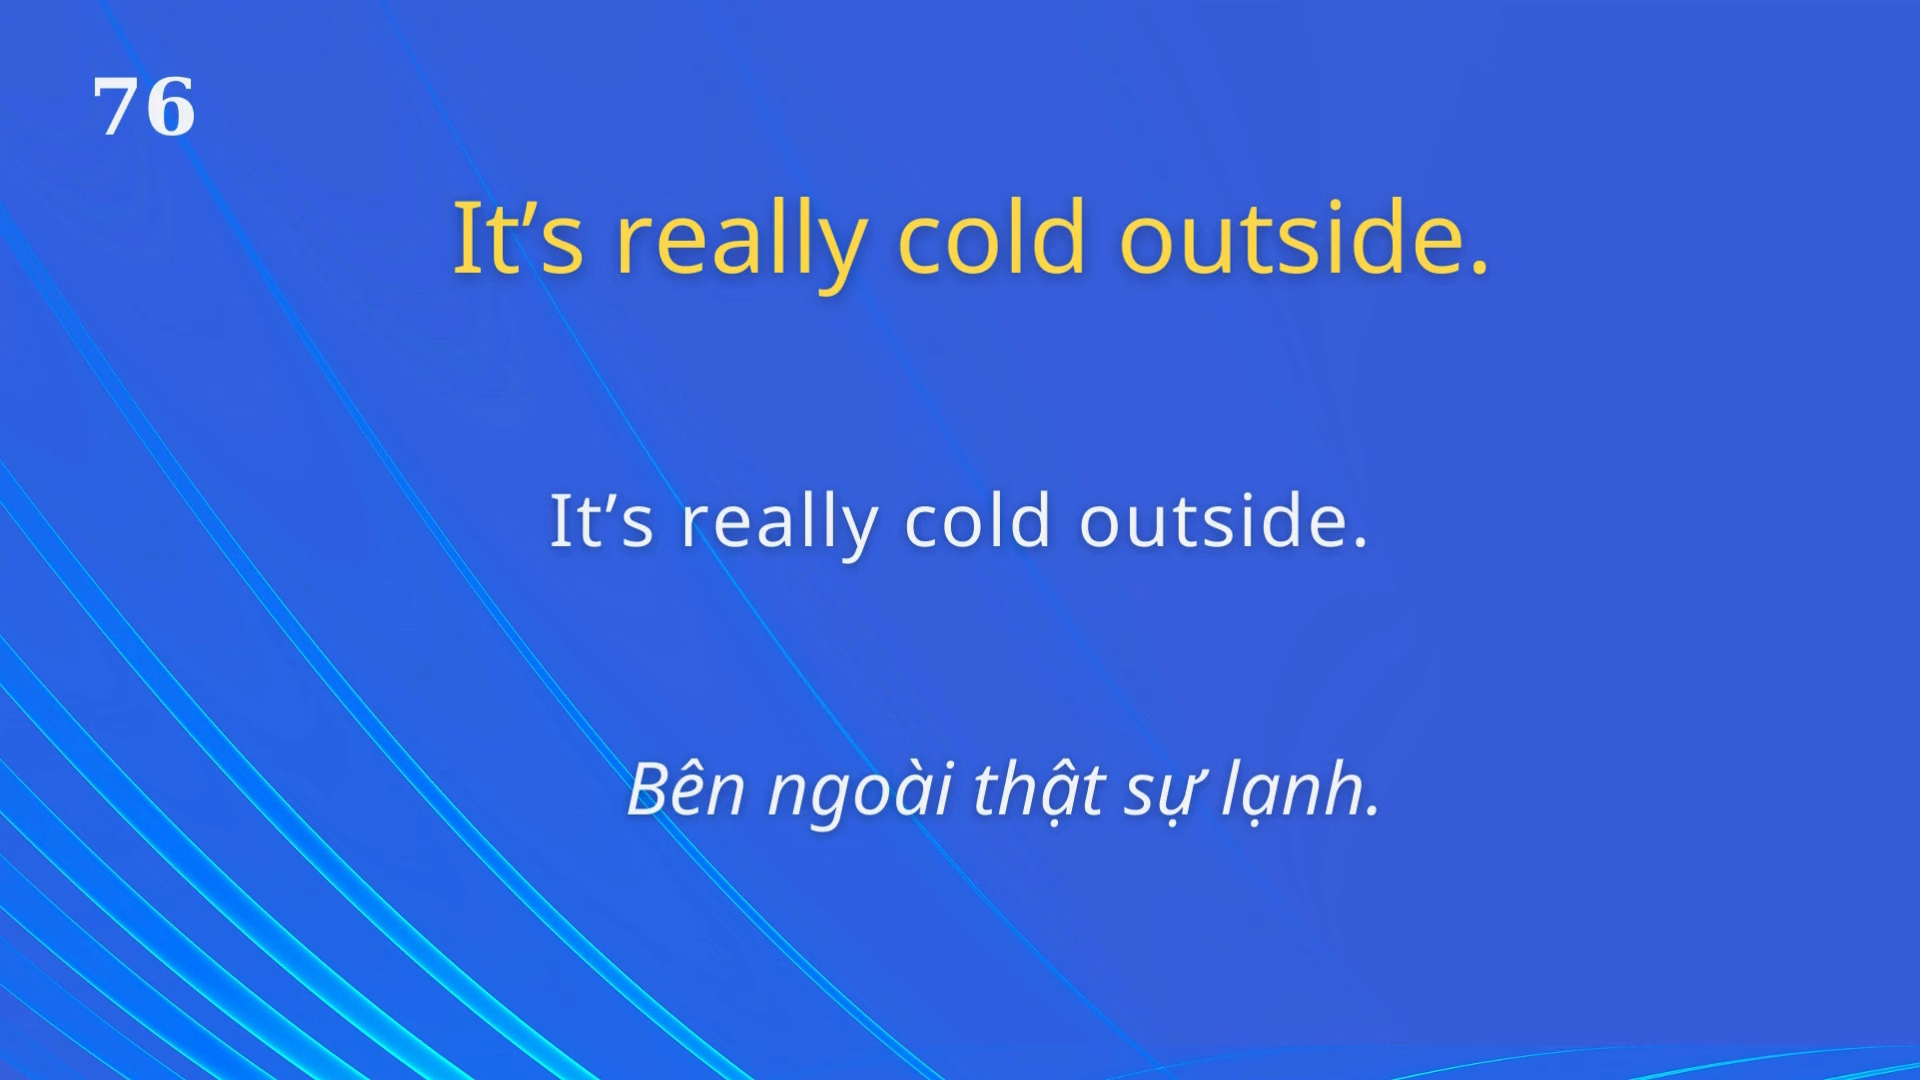 76
It’s really cold outside.
It’s really cold outside.
Bên ngoài thật sự lạnh.